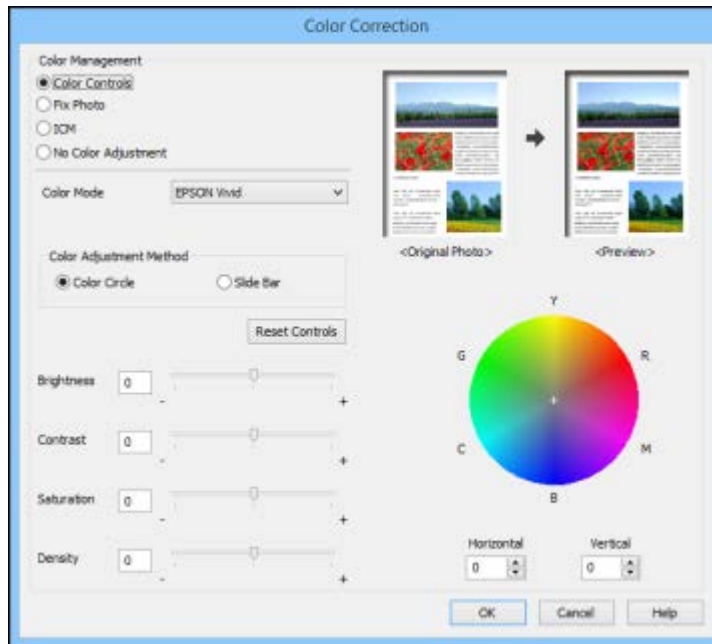 Color Correction
Color Management
Color Controls
Fix Photo
ICM
No Color Adjustment
Color Mode
EPSON Vivid
Color Adjustment Method
Color Circle
Slide Bar
Reset Controls
Brightness
0
-
+
Contrast
0
-
+
Saturation
0
-
+
Density
0
-
+
<Original Photo>
<Preview>
Y
G
R
C
M
B
Horizontal
Vertical
0
0
OK
Cancel
Help